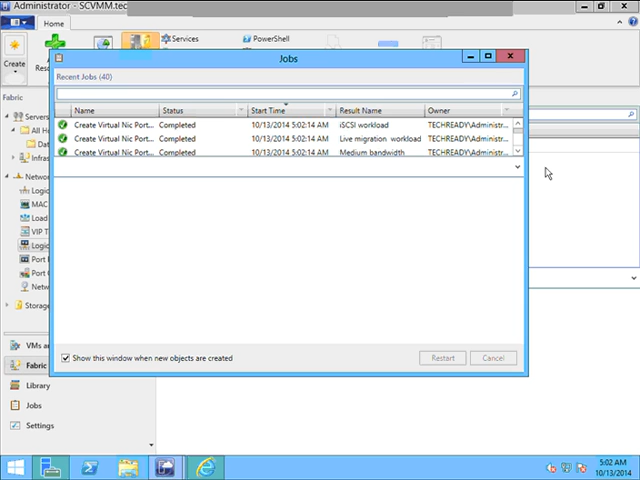 Administrator - SCVMM.tec
Home
Create
A
Reso
Services
PowerShell
Jobs
Recent Jobs (40)
Name Status Start Time Result Name Owner
Create Virtual Nic Port... Completed 10/13/2014 5:02:14 AM iSCSI workload TECHREADY\Administr...
Create Virtual Nic Port... Completed 10/13/2014 5:02:14 AM Live migration workload TECHREADY\Administr...
Create Virtual Nic Port... Completed 10/13/2014 5:02:14 AM Medium bandwidth TECHREADY\Administr...
Show this window when new objects are created
Restart Cancel
Fabric
Servers
All Ho
Dat
Infras
Network
Logic
MAC
Load
VIP T
Logic
Port P
Port C
Netw
Storage
VMs an
Fabric
Library
Jobs
Settings
5:02 AM
10/13/2014